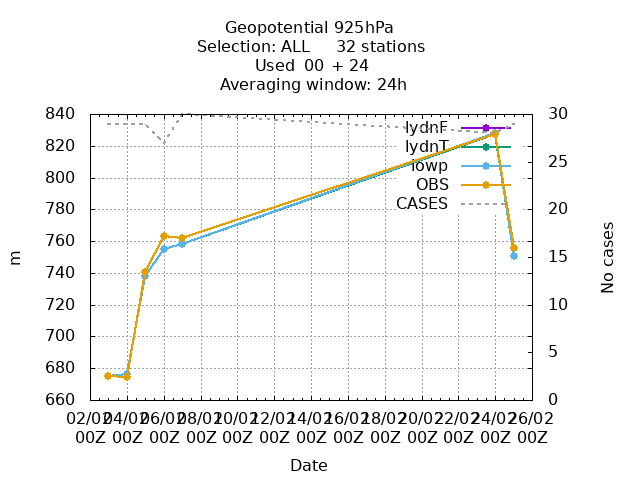 Geopotential 925hPa
Selection: ALL 32 stations
Used 00 + 24
Averaging window: 24h
840 30
820 lydnF
lydnT 25
800 iowp
OBS
780 CASES 20
760 15
m No cases
740
720 10
700
680 5
660 0
02/02 04/02 06/02 08/02 10/02 12/02 14/02 16/02 18/02 20/02 22/02 24/02 26/02
00Z 00Z 00Z 00Z 00Z 00Z 00Z 00Z 00Z 00Z 00Z 00Z 00Z
Date